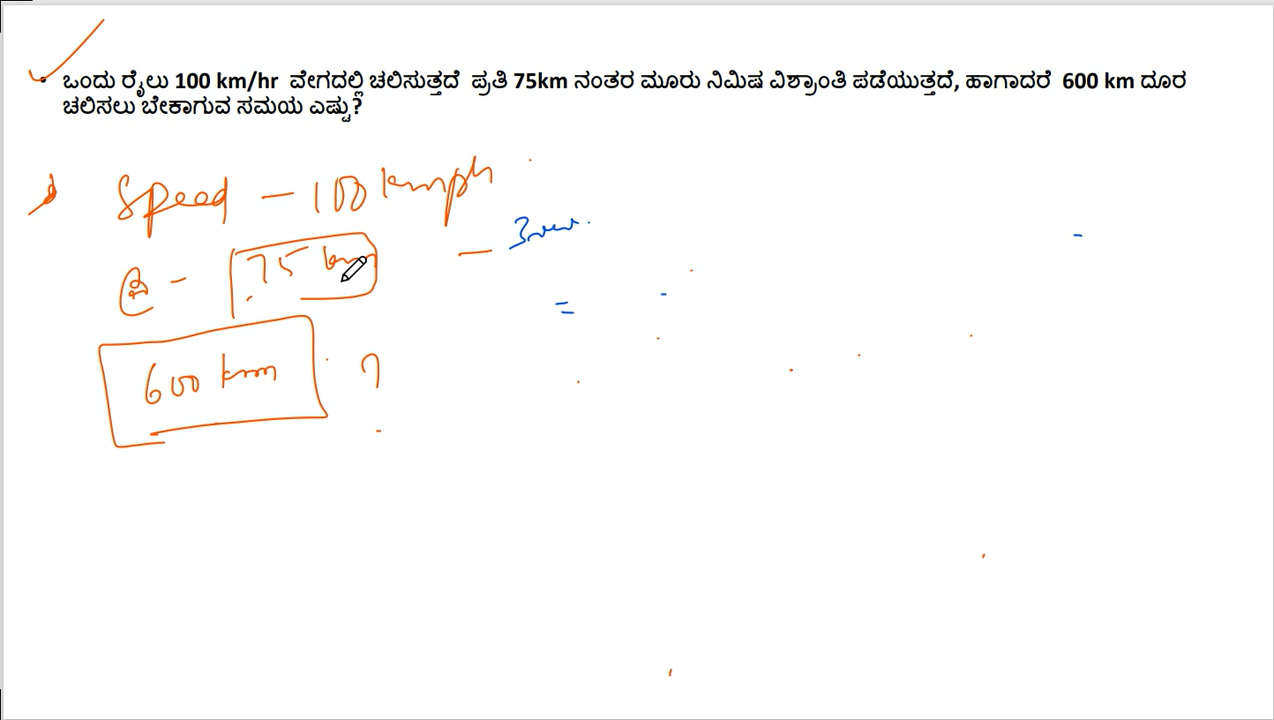 ಒಂದು ರೈಲು 100 km/hr ವೇಗದಲ್ಲಿ ಚಲಿಸುತ್ತದೆ ಪ್ರತಿ 75km ನಂತರ ಮೂರು ನಿಮಿಷ ವಿಶ್ರಾಂತಿ ಪಡೆಯುತ್ತದೆ, ಹಾಗಾದರೆ 600 km ದೂರ
ಚಲಿಸಲು ಬೇಕಾಗುವ ಸಮಯ ಎಷ್ಟು?
Speed – 100 kmph
– 75 km – 3
=
600 km ?